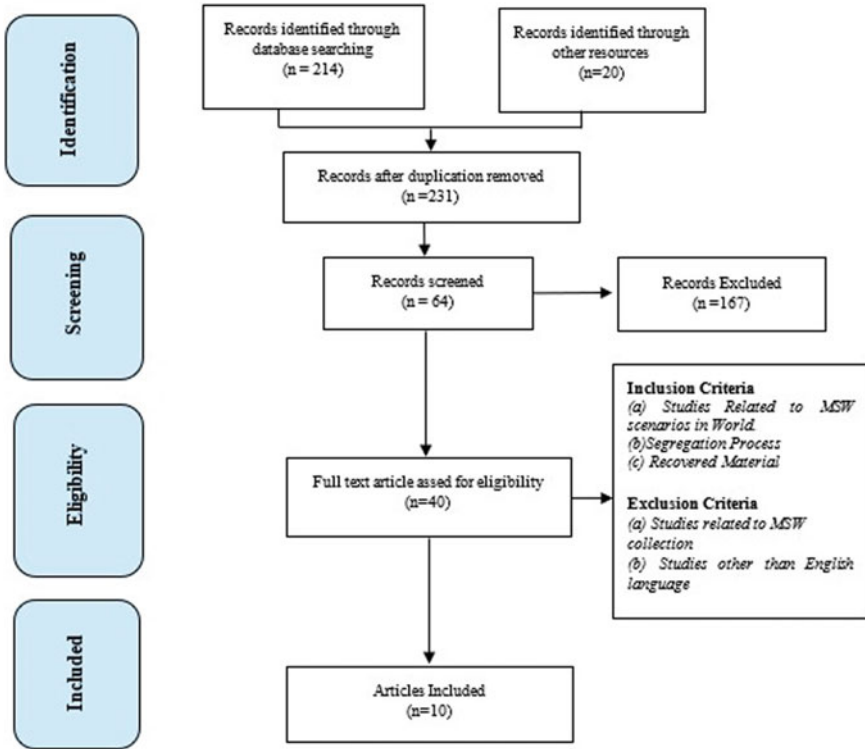 Identification
Records identified through
database searching
(n = 214)
Records identified through
other resources
(n=20)
Records after duplication removed
(n =231)
Screening
Records screened
(n = 64)
Records Excluded
(n =167)
Eligibility
Full text article assed for eligibility
(n=40)
Inclusion Criteria
(a) Studies Related to MSW
scenarios in World.
(b)Segregation Process
(c) Recovered Material
Exclusion Criteria
(a) Studies related to MSW
collection
(b) Studies other than English
language
Included
Articles Included
(n=10)